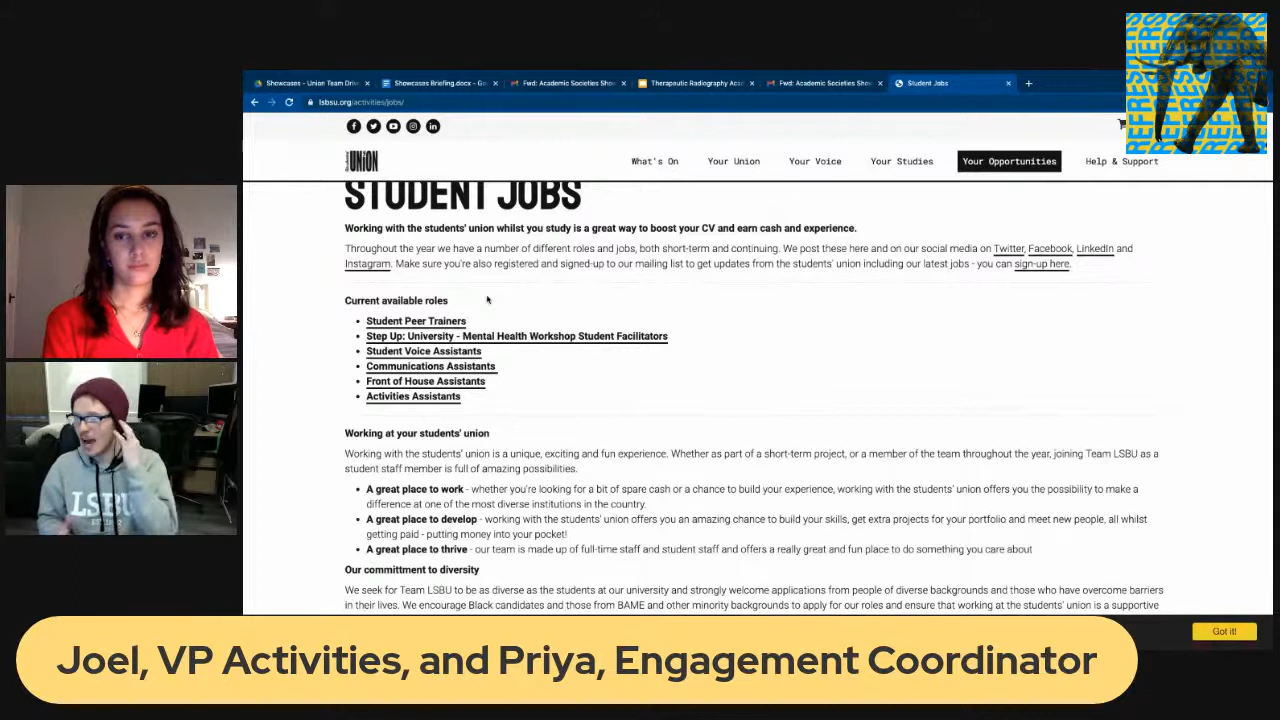 REFRESHERS
Showcases - Union Team Driv
Showcases Briefing.docx - Goo
Fwd: Academic Societies Show
Therapeutic Radiography Acad
Fwd: Academic Societies Show
Student Jobs
lsbsu.org/activities/jobs/
Students' UNiON
What's On
Your Union
Your Voice
Your Studies
Your Opportunities
Help & Support
STUDENT JOBS
Working with the students' union whilst you study is a great way to boost your CV and earn cash and experience.
Throughout the year we have a number of different roles and jobs, both short-term and continuing. We post these here and on our social media on Twitter, Facebook, LinkedIn and
Instagram. Make sure you're also registered and signed-up to our mailing list to get updates from the students' union including our latest jobs - you can sign-up here.
Current available roles
• Student Peer Trainers
• Step Up: University - Mental Health Workshop Student Facilitators
• Student Voice Assistants
• Communications Assistants
• Front of House Assistants
• Activities Assistants
Working at your students' union
Working with the students' union is a unique, exciting and fun experience. Whether as part of a short-term project, or a member of the team throughout the year, joining Team LSBU as a
student staff member is full of amazing possibilities.
• A great place to work - whether you're looking for a bit of spare cash or a chance to build your experience, working with the students' union offers you the possibility to make a
difference at one of the most diverse institutions in the country.
• A great place to develop - working with the students' union offers you an amazing chance to build your skills, get extra projects for your portfolio and meet new people, all whilst
getting paid - putting money into your pocket!
• A great place to thrive - our team is made up of full-time staff and student staff and offers a really great and fun place to do something you care about
Our commitment to diversity
We seek for Team LSBU to be as diverse as the students at our university and strongly welcome applications from people of diverse backgrounds and those who have overcome barriers
in their lives. We encourage Black candidates and those from BAME and other minority backgrounds to apply for our roles and ensure that working at the students' union is a supportive
Got it!
LSBU
Joel, VP Activities, and Priya, Engagement Coordinator